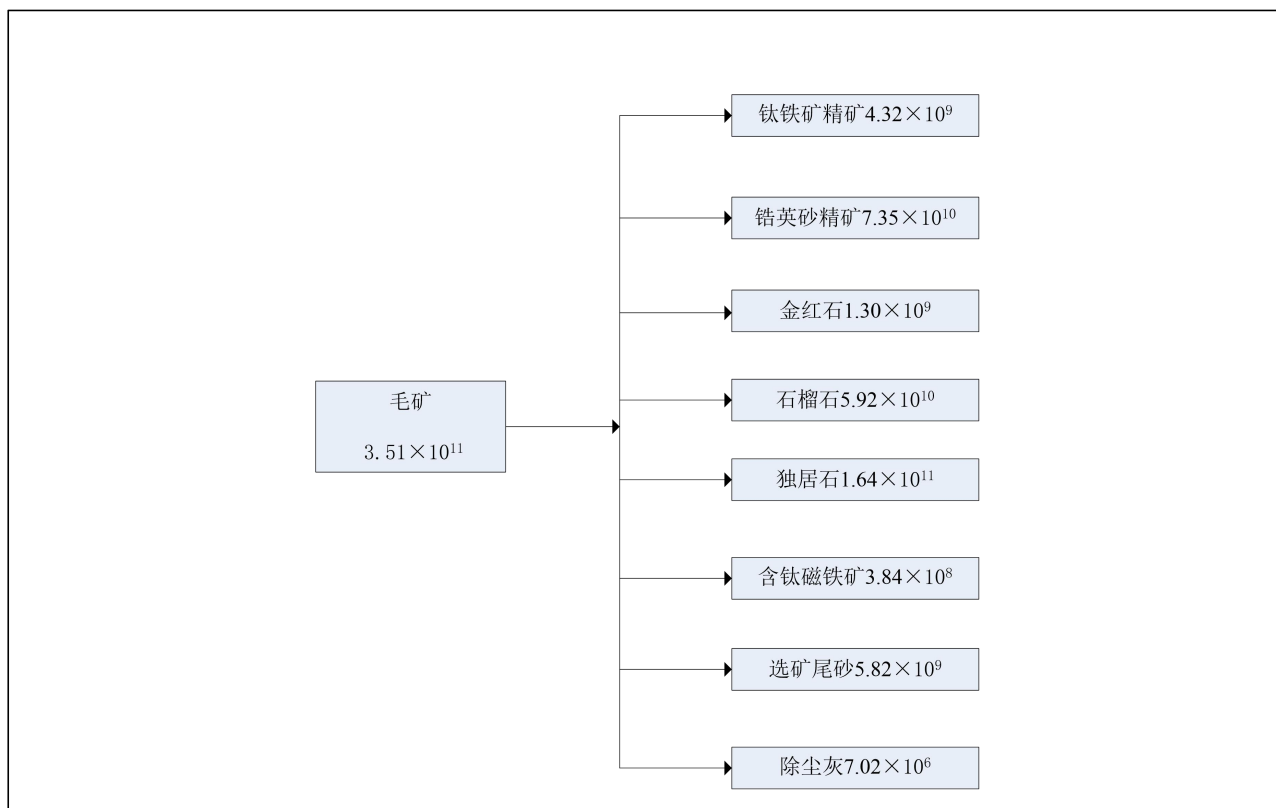 钛铁矿精矿4.32×10⁹
锆英砂精矿7.35×10¹⁰
金红石1.30×10⁹
毛矿
3.51×10¹¹
石榴石5.92×10¹⁰
独居石1.64×10¹¹
含钛磁铁矿3.84×10⁸
选矿尾砂5.82×10⁹
除尘灰7.02×10⁶